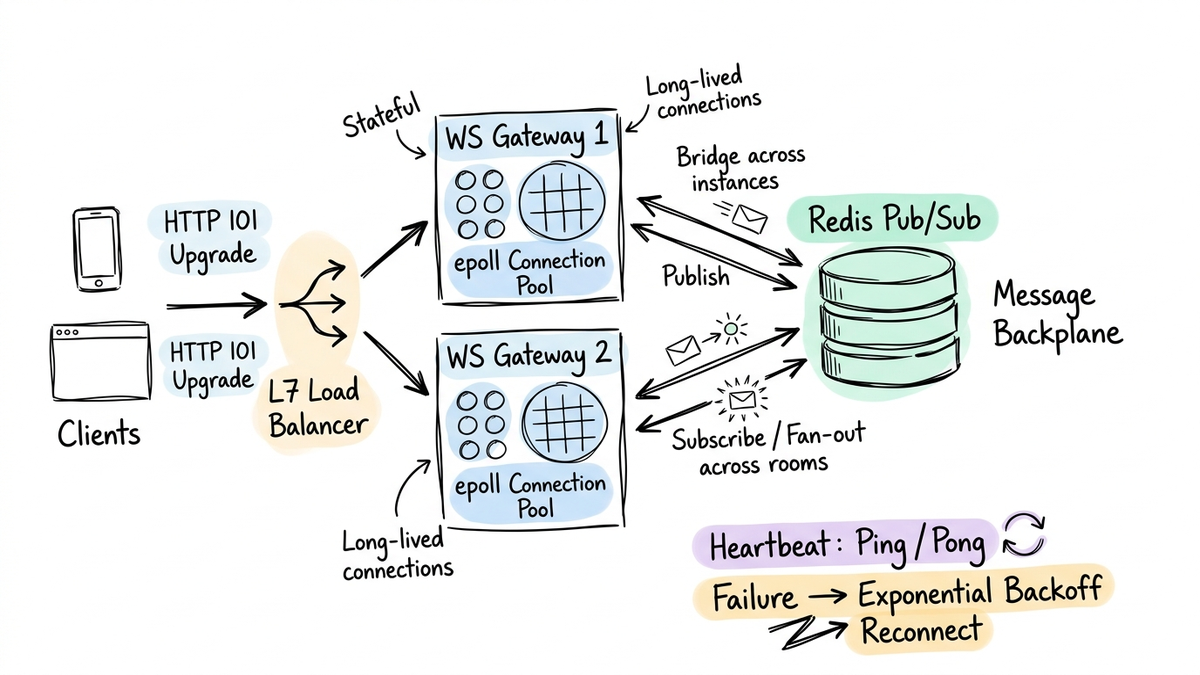 Stateful
Long-lived
connections
WS Gateway 1
Bridge across
instances
HTTP 101
Upgrade
epoll Connection
Pool
Publish
Redis Pub/Sub
Message
Backplane
HTTP 101
Upgrade
L7 Load
Balancer
Clients
WS Gateway 2
epoll Connection
Pool
Subscribe / Fan-out
across rooms
Long-lived
connections
Heartbeat: Ping / Pong
Failure → Exponential Backoff
Reconnect